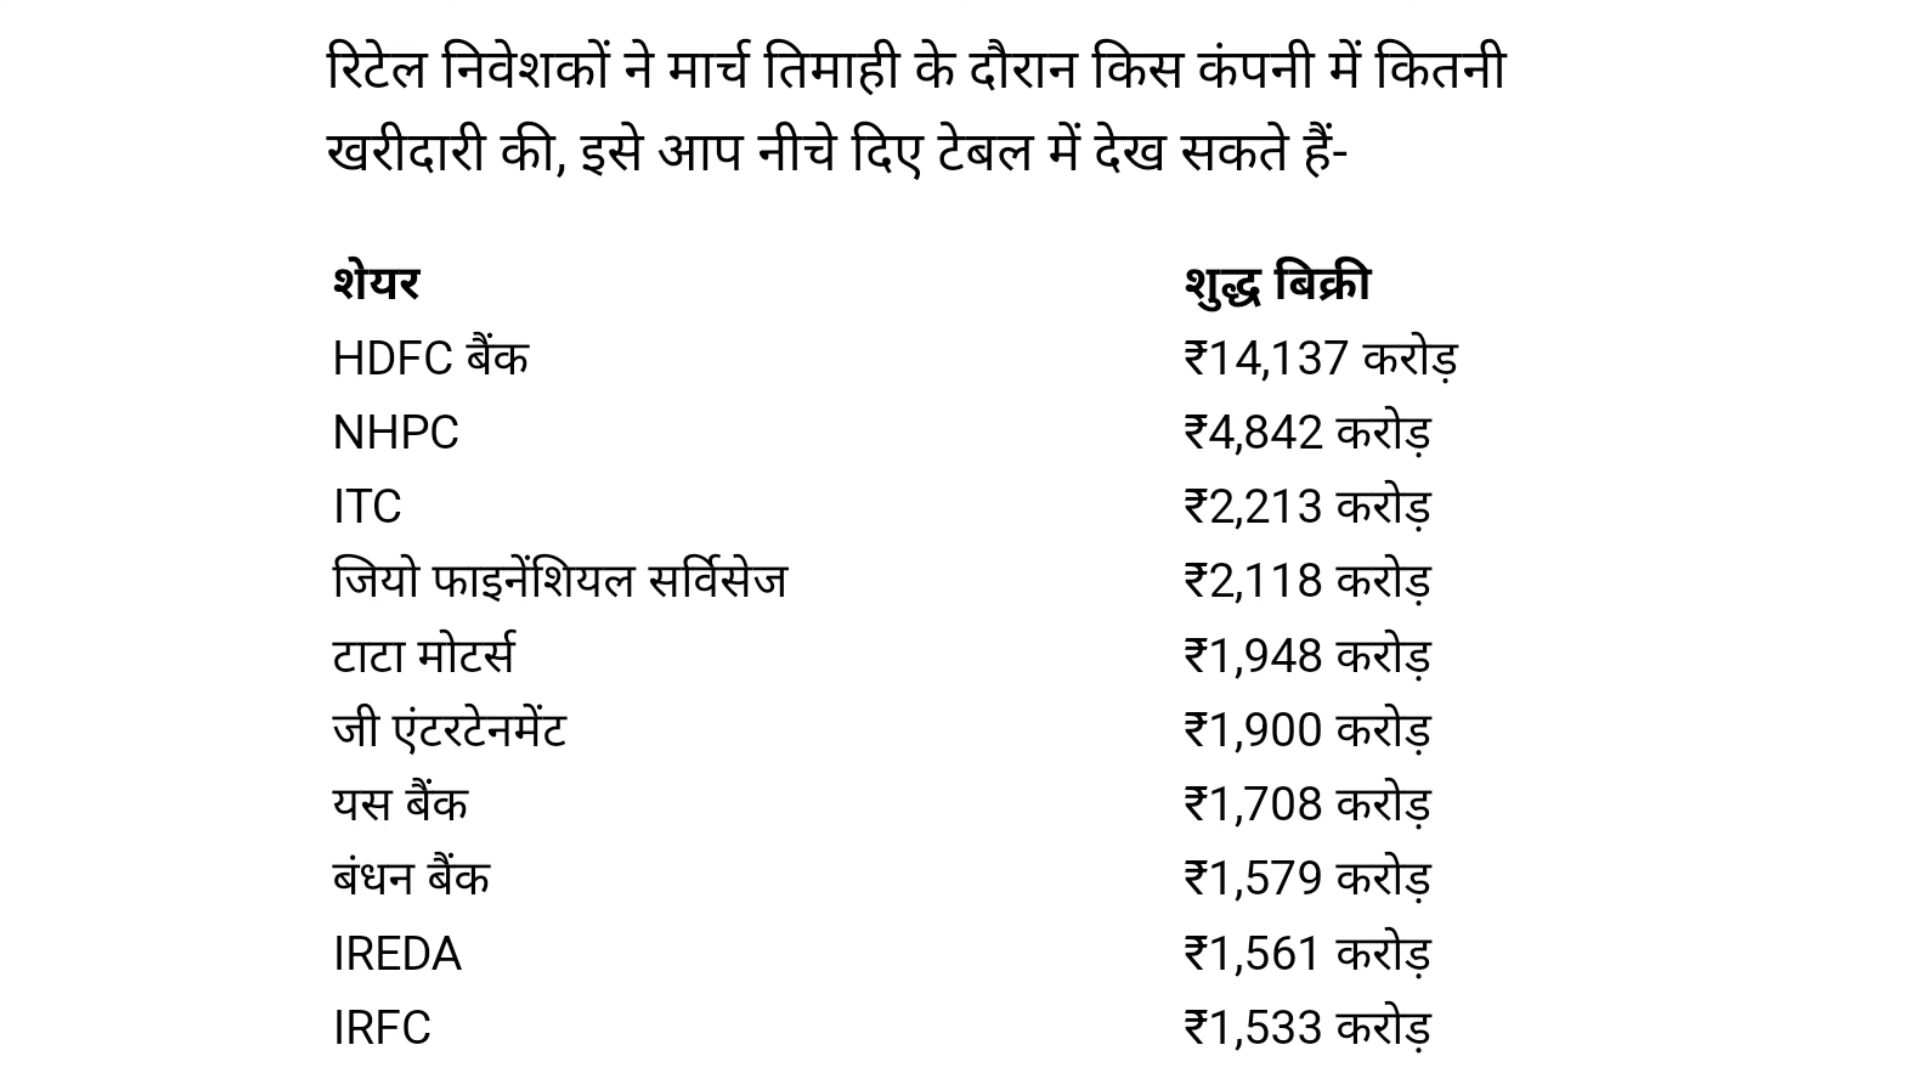 रिटेल निवेशकों ने मार्च तिमाही के दौरान किस कंपनी में कितनी
खरीदारी की, इसे आप नीचे दिए टेबल में देख सकते हैं-
शेयर शुद्ध बिक्री
HDFC बैंक ₹14,137 करोड़
NHPC ₹4,842 करोड़
ITC ₹2,213 करोड़
जियो फाइनेंशियल सर्विसेज ₹2,118 करोड़
टाटा मोटर्स ₹1,948 करोड़
जी एंटरटेनमेंट ₹1,900 करोड़
यस बैंक ₹1,708 करोड़
बंधन बैंक ₹1,579 करोड़
IREDA ₹1,561 करोड़
IRFC ₹1,533 करोड़